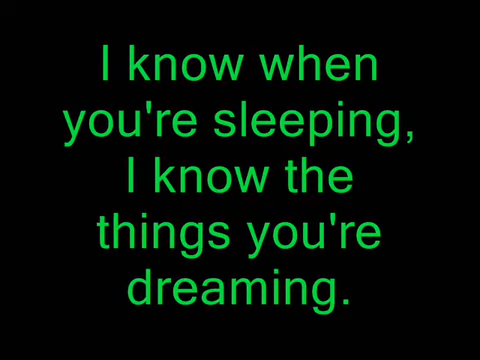 I know when
you're sleeping,
I know the
things you're
dreaming.